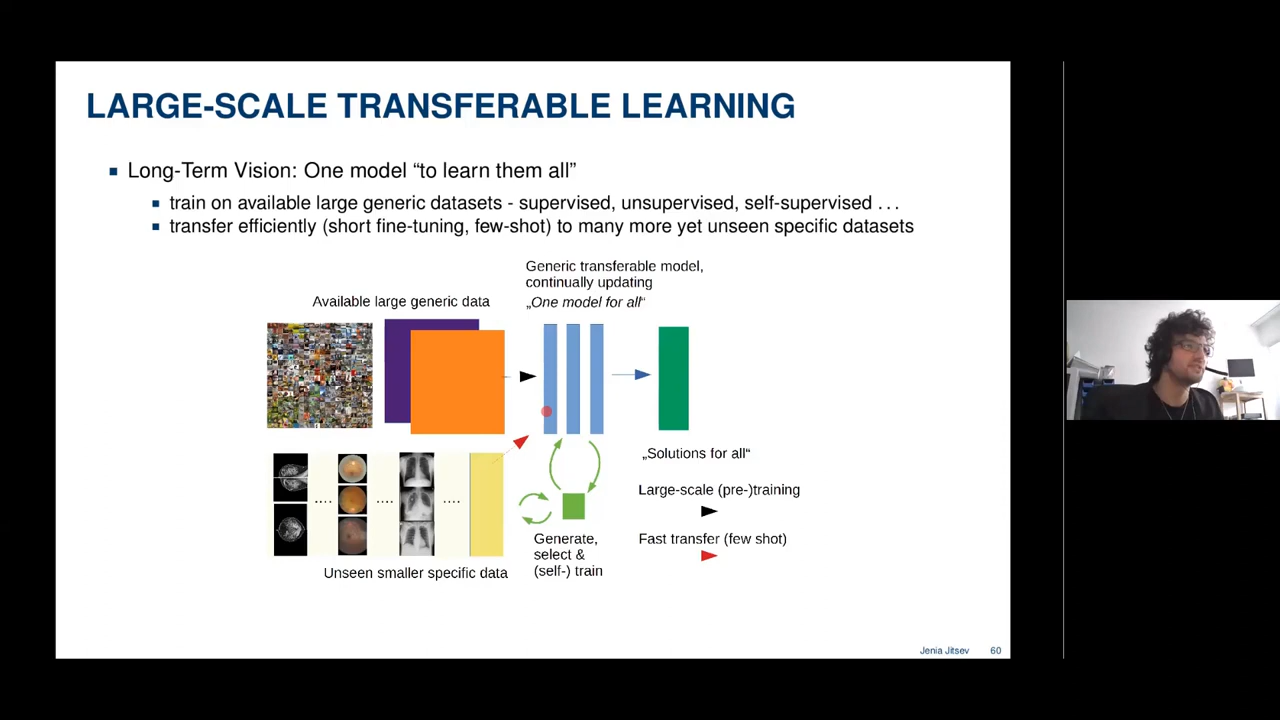 LARGE-SCALE TRANSFERABLE LEARNING
Long-Term Vision: One model “to learn them all”
train on available large generic datasets - supervised, unsupervised, self-supervised . . .
transfer efficiently (short fine-tuning, few-shot) to many more yet unseen specific datasets
Generic transferable model,
continually updating
„One model for all“
Available large generic data
„Solutions for all“
Large-scale (pre-)training
Fast transfer (few shot)
....
....
....
Generate,
select &
(self-) train
Unseen smaller specific data
Jenia Jitsev 60